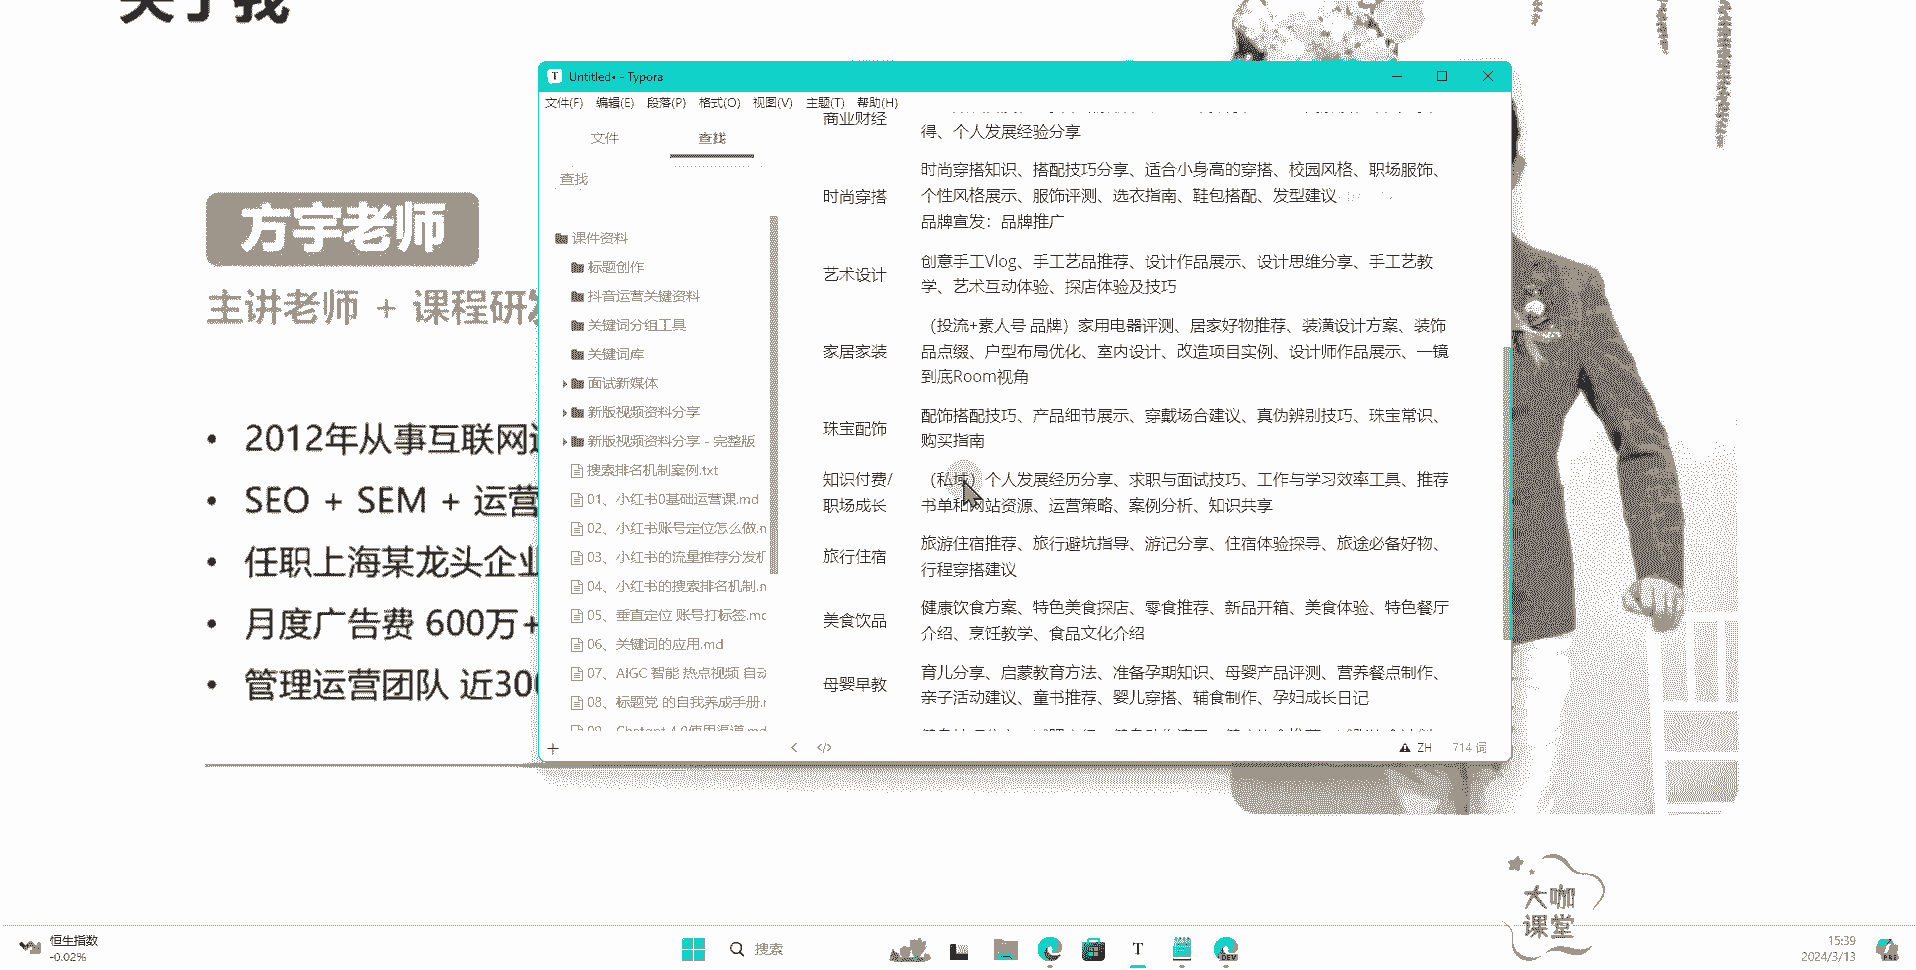 关于我
方宇老师
主讲老师 + 课程研发
2012年从事互联网
SEO + SEM + 运营
任职上海某龙头企业
月度广告费 600万+
管理运营团队 近300
Untitled• - Typora
文件(F) 编辑(E) 段落(P) 格式(O) 视图(V) 主题(T) 帮助(H)
文件 查找
查找
课件资料
标题创作
抖音运营关键资料
关键词分组工具
关键词库
面试新媒体
新版视频资料分享
新版视频资料分享 - 完整版
搜索排名机制案例.txt
01、小红书0基础运营课.md
02、小红书账号定位怎么做.m
03、小红书的流量推荐分发机
04、小红书的搜索排名机制.m
05、垂直定位 账号打标签.mc
06、关键词的应用.md
07、AIGC 智能 热点视频 自动
08、标题党 的自我养成手册.r
商业财经
得、个人发展经验分享
时尚穿搭
时尚穿搭知识、搭配技巧分享、适合小身高的穿搭、校园风格、职场服饰、
个性风格展示、服饰评测、选衣指南、鞋包搭配、发型建议
品牌宣发：品牌推广
艺术设计
创意手工Vlog、手工艺品推荐、设计作品展示、设计思维分享、手工艺教
学、艺术互动体验、探店体验及技巧
家居家装
（投流+素人号 品牌）家用电器评测、居家好物推荐、装潢设计方案、装饰
品点缀、户型布局优化、室内设计、改造项目实例、设计师作品展示、一镜
到底Room视角
珠宝配饰
配饰搭配技巧、产品细节展示、穿戴场合建议、真伪辨别技巧、珠宝常识、
购买指南
知识付费/
职场成长
（私域）个人发展经历分享、求职与面试技巧、工作与学习效率工具、推荐
书单和网站资源、运营策略、案例分析、知识共享
旅行住宿
旅游住宿推荐、旅行避坑指导、游记分享、住宿体验探寻、旅途必备好物、
行程穿搭建议
美食饮品
健康饮食方案、特色美食探店、零食推荐、新品开箱、美食体验、特色餐厅
介绍、烹饪教学、食品文化介绍
母婴早教
育儿分享、启蒙教育方法、准备孕期知识、母婴产品评测、营养餐点制作、
亲子活动建议、童书推荐、婴儿穿搭、辅食制作、孕妇成长日记
ZH 714 词
大咖
课堂
恒生指数
-0.02%
搜索
DEV
15:39
2024/3/13
PRE